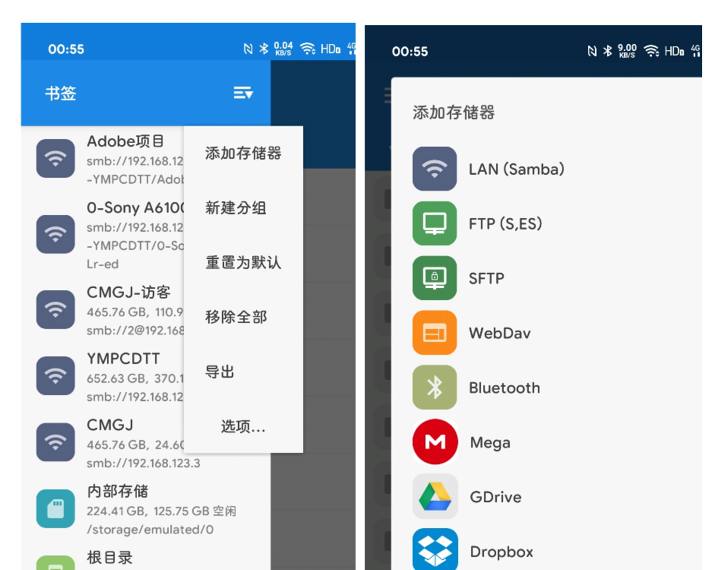 00:55
0.04 KB/S
HD
4G
书签
Adobe项目
smb://192.168.12
-YMPCDTT/Adob
0-Sony A6100
smb://192.168.12
-YMPCDTT/0-So
Lr-ed
CMGJ-访客
465.76 GB, 110.9
smb://2@192.168
YMPCDTT
652.63 GB, 370.1
smb://192.168.12
CMGJ
465.76 GB, 24.60
smb://192.168.123.3
内部存储
224.41 GB, 125.75 GB 空闲
/storage/emulated/0
根目录
添加存储器
新建分组
重置为默认
移除全部
导出
选项...
00:55
9.00 KB/S
HD
4G
添加存储器
LAN (Samba)
FTP (S,ES)
SFTP
WebDav
Bluetooth
Mega
GDrive
Dropbox